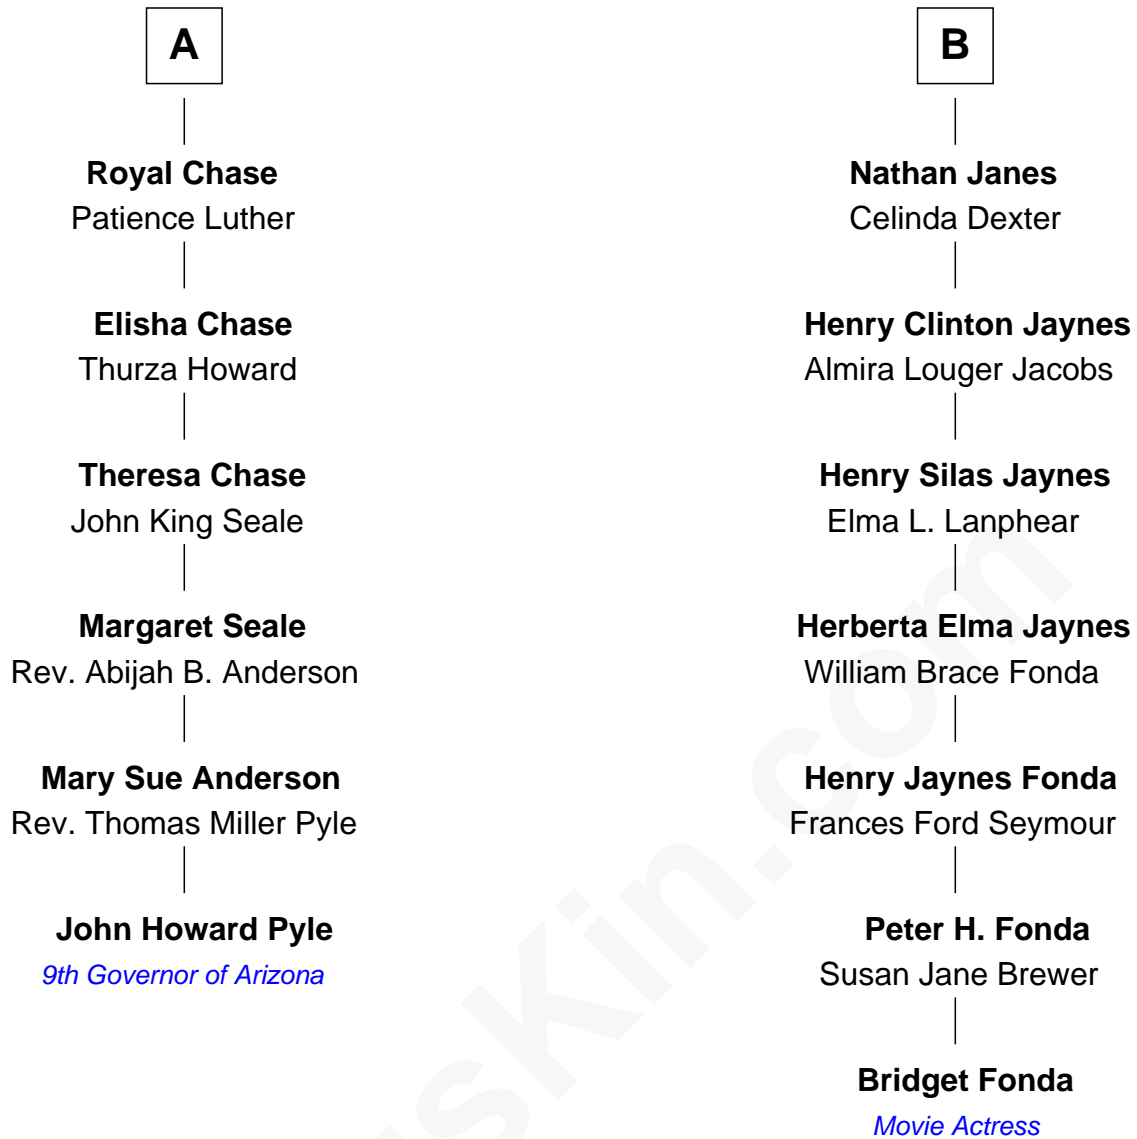 A
Royal Chase
Patience Luther
Elisha Chase
Thurza Howard
Theresa Chase
John King Seale
Margaret Seale
Rev. Abijah B. Anderson
Mary Sue Anderson
Rev. Thomas Miller Pyle
John Howard Pyle
9th Governor of Arizona
B
Nathan Janes
Celinda Dexter
Henry Clinton Jaynes
Almira Louger Jacobs
Henry Silas Jaynes
Elma L. Lanphear
Herberta Elma Jaynes
William Brace Fonda
Henry Jaynes Fonda
Frances Ford Seymour
Peter H. Fonda
Susan Jane Brewer
Bridget Fonda
Movie Actress